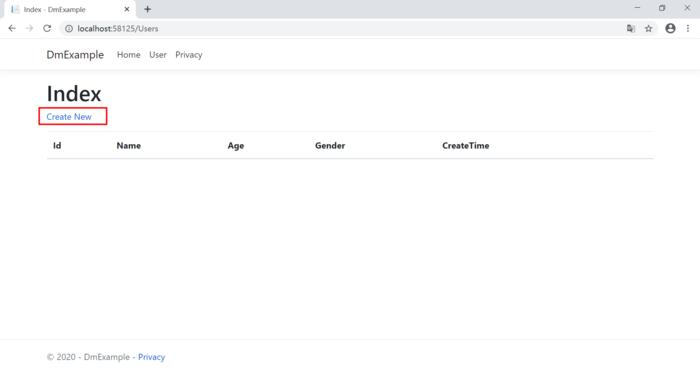 Index - DmExample
localhost:58125/Users
DmExample Home User Privacy
Index
Create New
Id Name Age Gender CreateTime
© 2020 - DmExample - Privacy